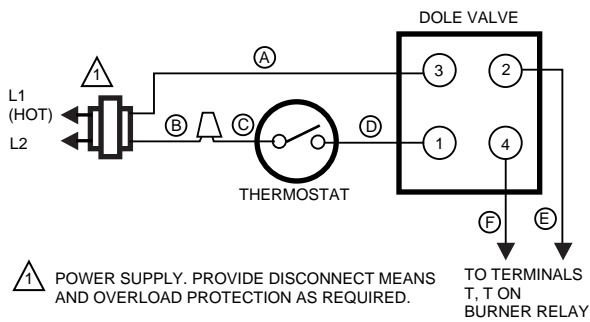 DOLE VALVE
A
1
3
2
L1
(HOT)
B
C
D
L2
1
4
THERMOSTAT
F
E
1
POWER SUPPLY. PROVIDE DISCONNECT MEANS
AND OVERLOAD PROTECTION AS REQUIRED.
TO TERMINALS
T, T ON
BURNER RELAY